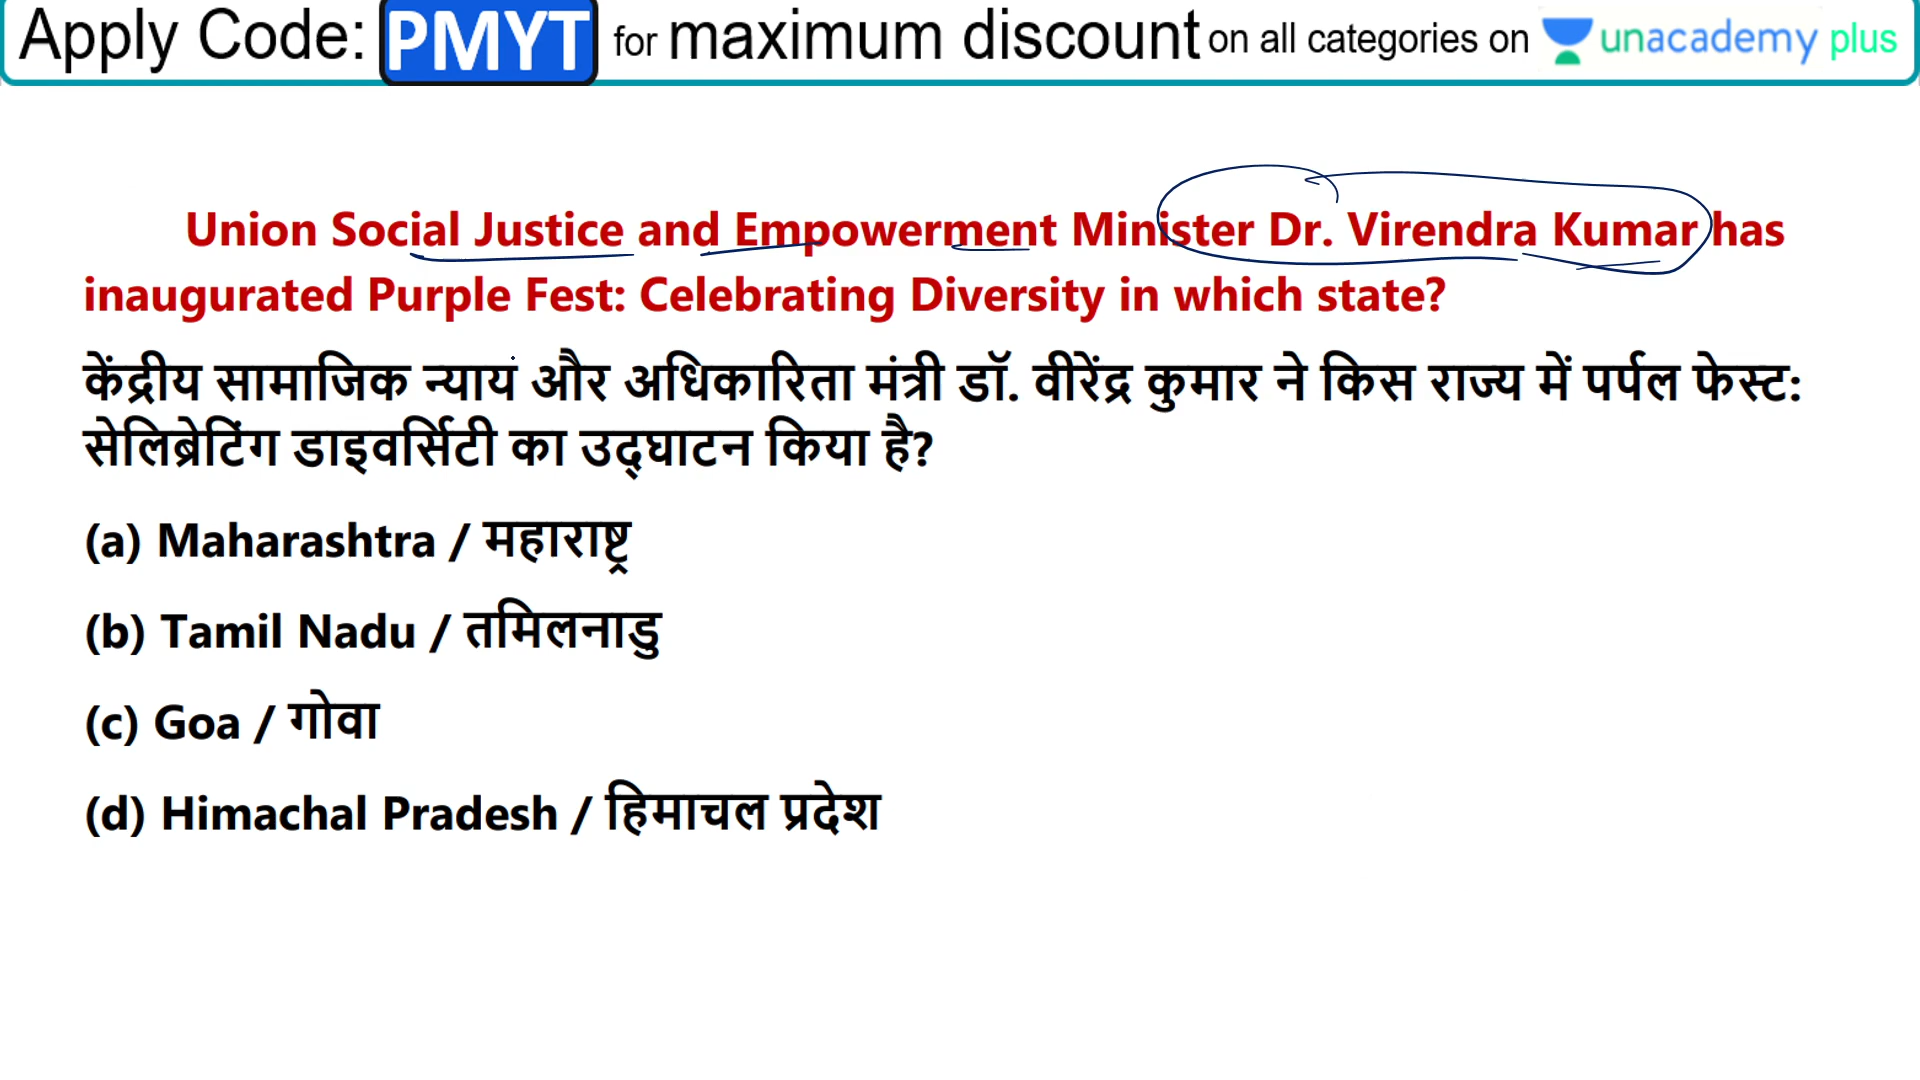 Apply Code: PMYT for maximum discount on all categories on unacademy plus
Union Social Justice and Empowerment Minister Dr. Virendra Kumar has
inaugurated Purple Fest: Celebrating Diversity in which state?
केंद्रीय सामाजिक न्याय और अधिकारिता मंत्री डॉ. वीरेंद्र कुमार ने किस राज्य में पर्पल फेस्ट:
सेलिब्रेटिंग डाइवर्सिटी का उद्घाटन किया है?
(a) Maharashtra / महाराष्ट्र
(b) Tamil Nadu / तमिलनाडु
(c) Goa / गोवा
(d) Himachal Pradesh / हिमाचल प्रदेश